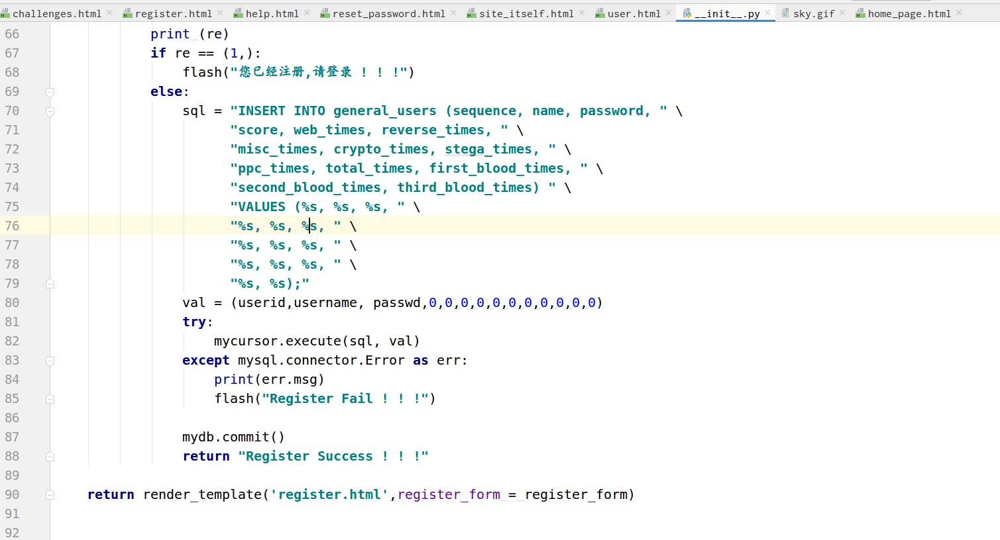 challenges.html register.html help.html reset_password.html site_itself.html user.html __init__.py sky.gif home_page.html
66 print (re)
67 if re == (1,):
68 flash("您已经注册,请登录 ! ! !")
69 else:
70 sql = "INSERT INTO general_users (sequence, name, password, " \
71 "score, web_times, reverse_times, " \
72 "misc_times, crypto_times, stega_times, " \
73 "ppc_times, total_times, first_blood_times, " \
74 "second_blood_times, third_blood_times) " \
75 "VALUES (%s, %s, %s, " \
76 "%s, %s, %s, " \
77 "%s, %s, %s, " \
78 "%s, %s, %s, " \
79 "%s, %s);"
80 val = (userid,username, passwd,0,0,0,0,0,0,0,0,0,0,0)
81 try:
82 mycursor.execute(sql, val)
83 except mysql.connector.Error as err:
84 print(err.msg)
85 flash("Register Fail ! ! !")
86
87 mydb.commit()
88 return "Register Success ! ! !"
89
90 return render_template('register.html',register_form = register_form)
91
92